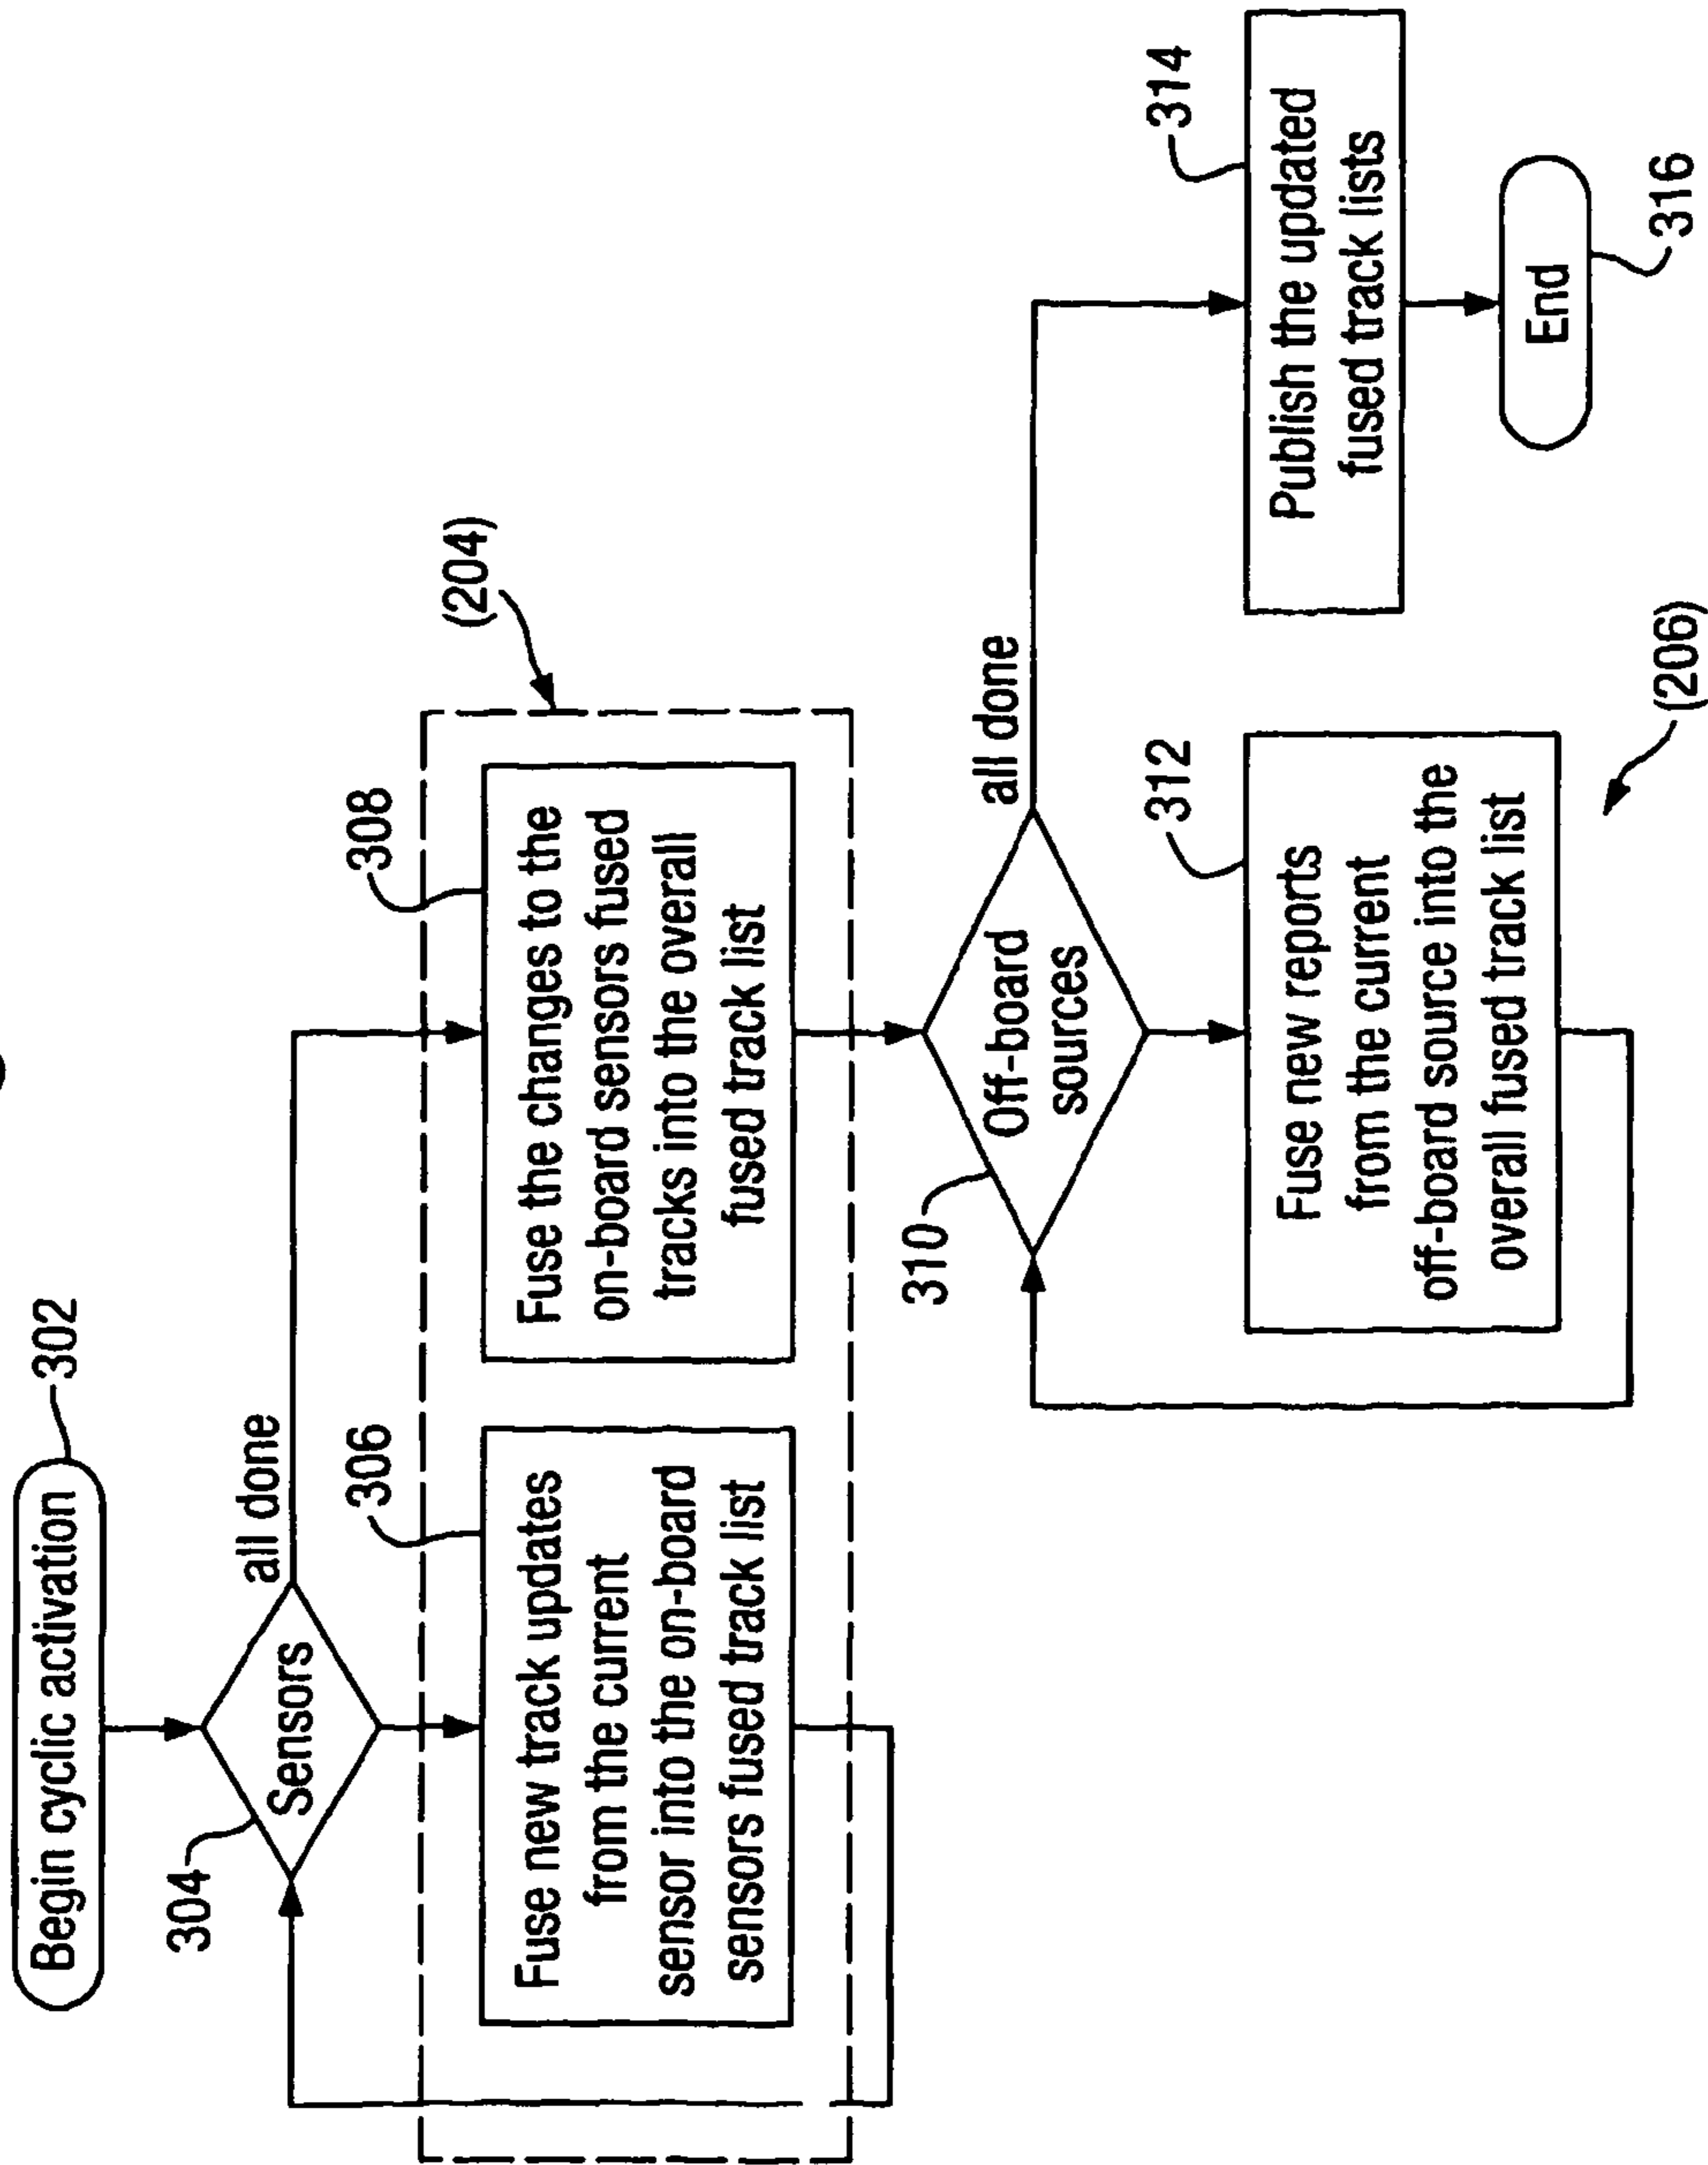 Begin cyclic activation
302
304
Sensors
all done
306
Fuse new track updates
from the current
sensor into the on-board
sensors fused track list
308
Fuse the changes to the
on-board sensors fused
tracks into the overall
fused track list
(204)
310
Off-board
sources
all done
312
Fuse new reports
from the current
off-board source into the
overall fused track list
(206)
314
Publish the updated
fused track lists
End
316